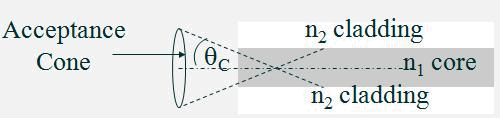 Acceptance
Cone
θC
n2 cladding
n1 core
n2 cladding